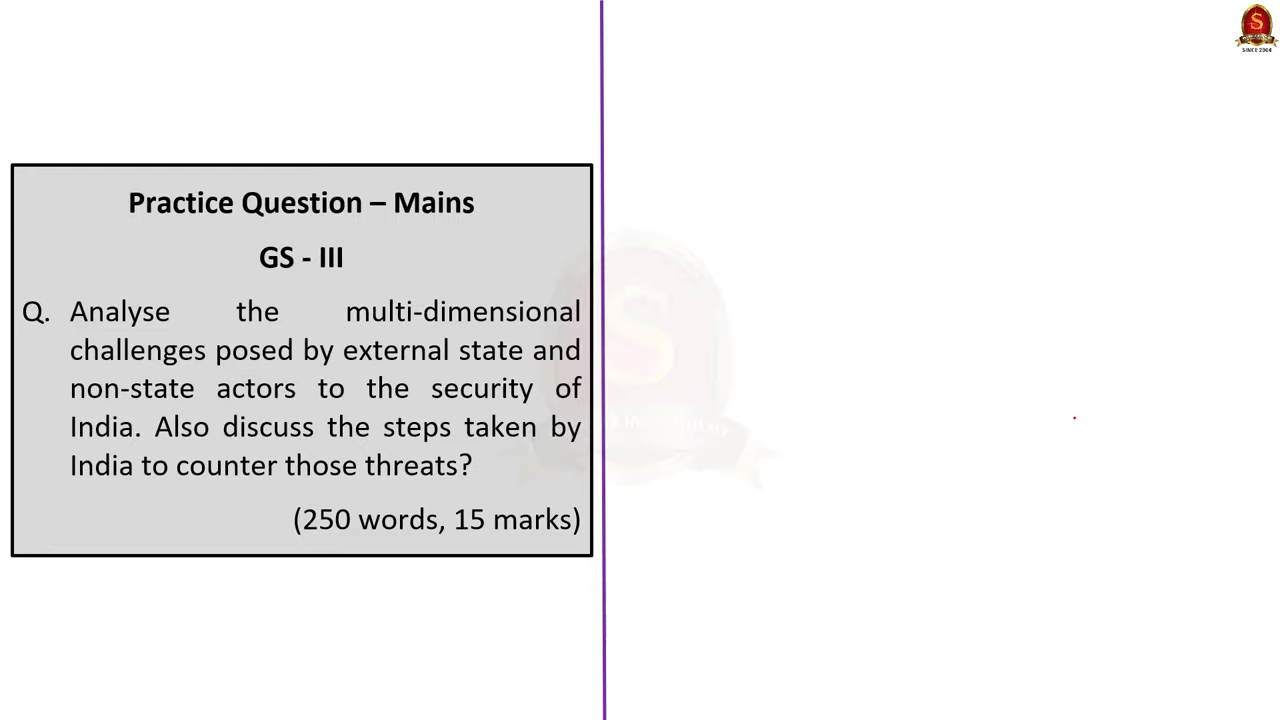 Practice Question – Mains
GS - III
Q. Analyse the multi-dimensional
challenges posed by external state and
non-state actors to the security of
India. Also discuss the steps taken by
India to counter those threats?
(250 words, 15 marks)
S
SINCE 2004
S